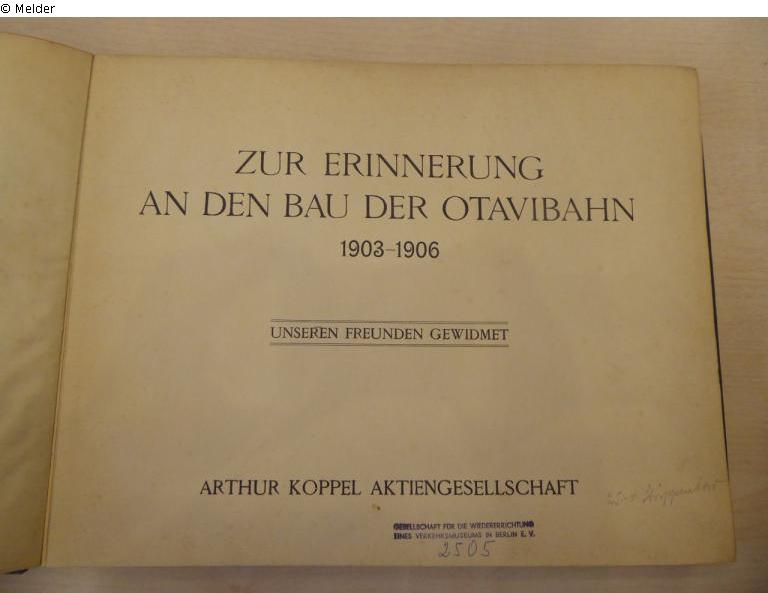 © Melder
ZUR ERINNERUNG
AN DEN BAU DER OTAVIBAHN
1903–1906
UNSEREN FREUNDEN GEWIDMET
ARTHUR KOPPEL AKTIENGESELLSCHAFT
GESELLSCHAFT FÜR DIE WIEDERERRICHTUNG
EINES VERKEHRSMUSEUMS IN BERLIN E. V.
2505